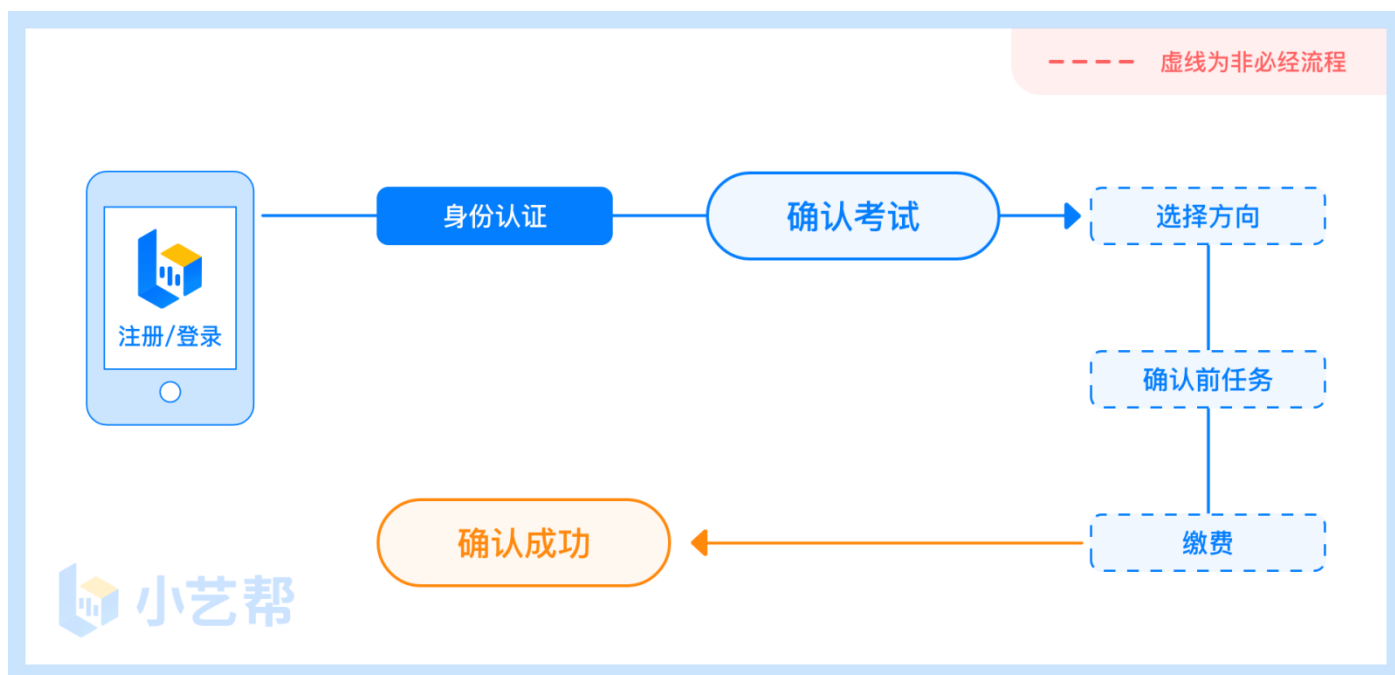 虚线为非必经流程
身份认证
确认考试
选择方向
注册/登录
确认前任务
确认成功
缴费
小艺帮